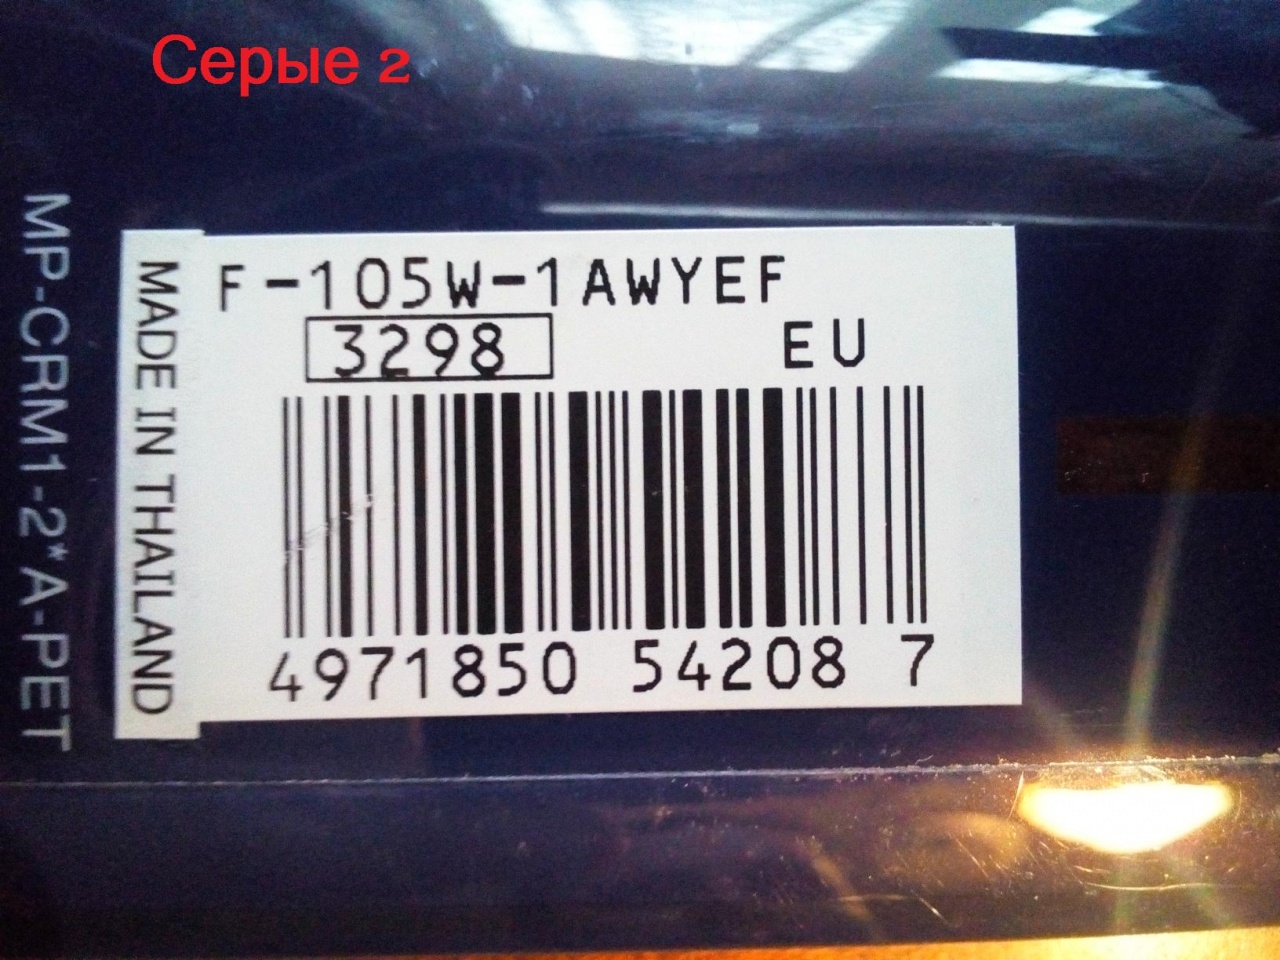 Серые 2
MP-CRM1-2*A-PET
MADE IN THAILAND
F-105W-1AWYEF
3298
EU
4971850 54208 7